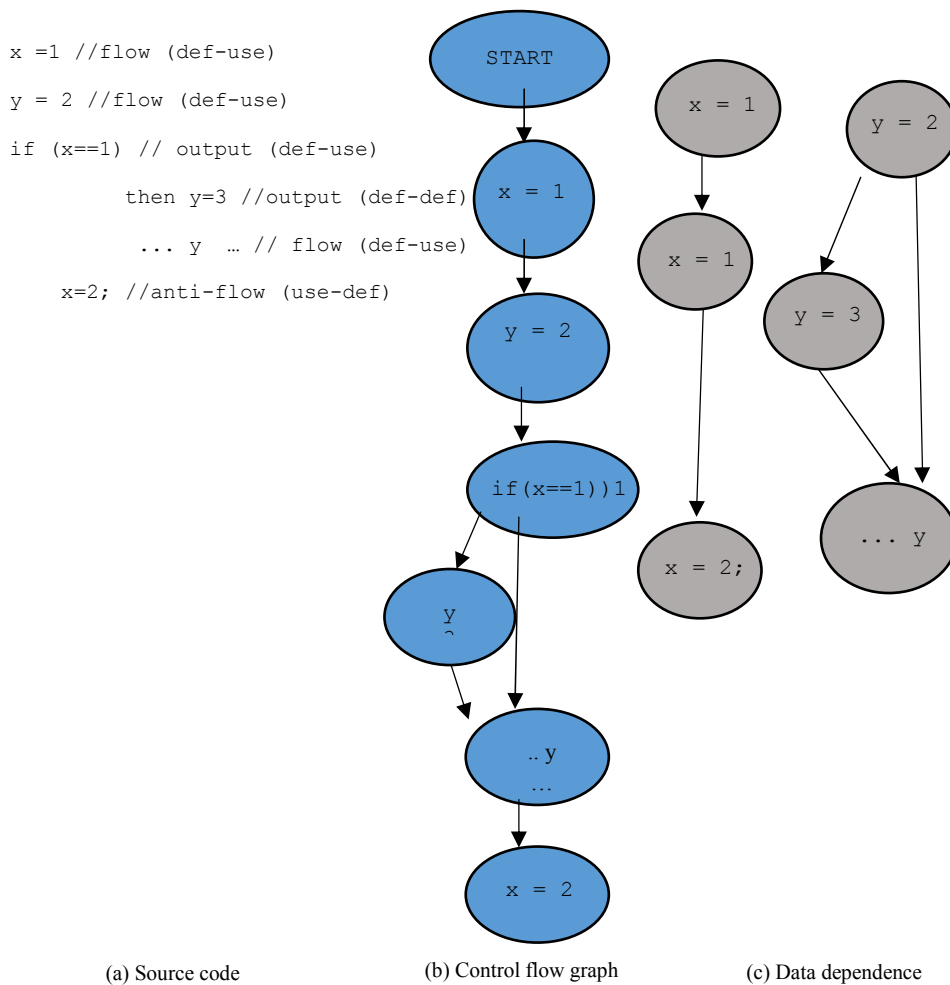 x =1 //flow (def-use)
y = 2 //flow (def-use)
if (x==1) // output (def-use)
then y=3 //output (def-def)
... y … // flow (def-use)
x=2; //anti-flow (use-def)
START
x = 1
y = 2
if(x==1))1
y
.. y
…
x = 2
x = 1
x = 1
x = 2;
y = 2
y = 3
... y
(a) Source code
(b) Control flow graph
(c) Data dependence